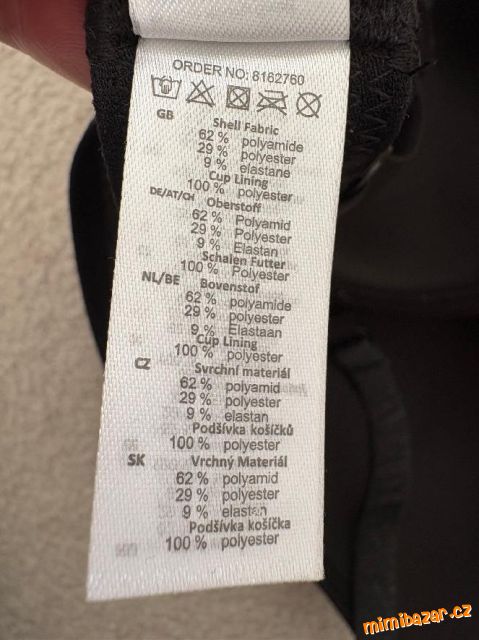 ORDER NO: 8162760
GB
Shell Fabric
62 % polyamide
29 % polyester
9 % elastane
Cup Lining
100 % polyester
DE/AT/CH
Oberstoff
62 % Polyamid
29 % Polyester
9 % Elastan
Schalen Futter
100 % Polyester
NL/BE
Bovenstof
62 % polyamide
29 % polyester
9 % Elastaan
Cup Lining
100 % polyester
CZ
Svrchní materiál
62 % polyamid
29 % polyester
9 % elastan
Podšívka košíčků
100 % polyester
SK
Vrchný Materiál
62 % polyamid
29 % polyester
9 % elastan
Podšívka košíčka
100 % polyester
mimibazar.cz